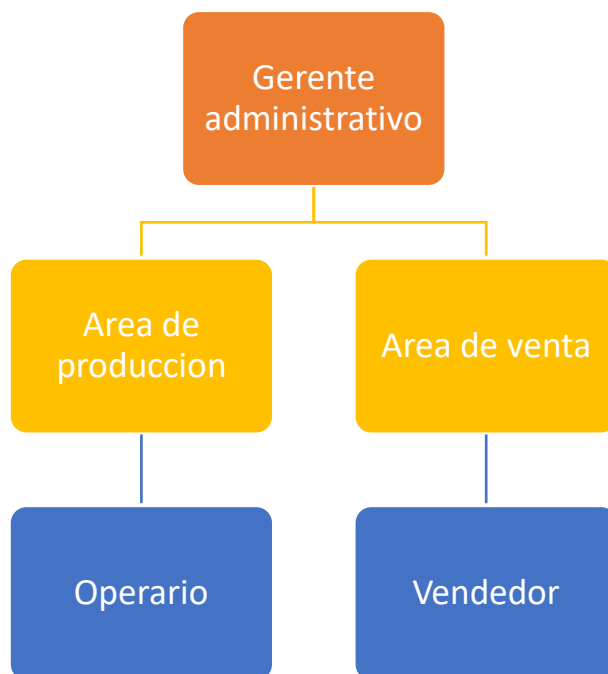 Gerente
administrativo
Area de
produccion
Area de venta
Operario
Vendedor